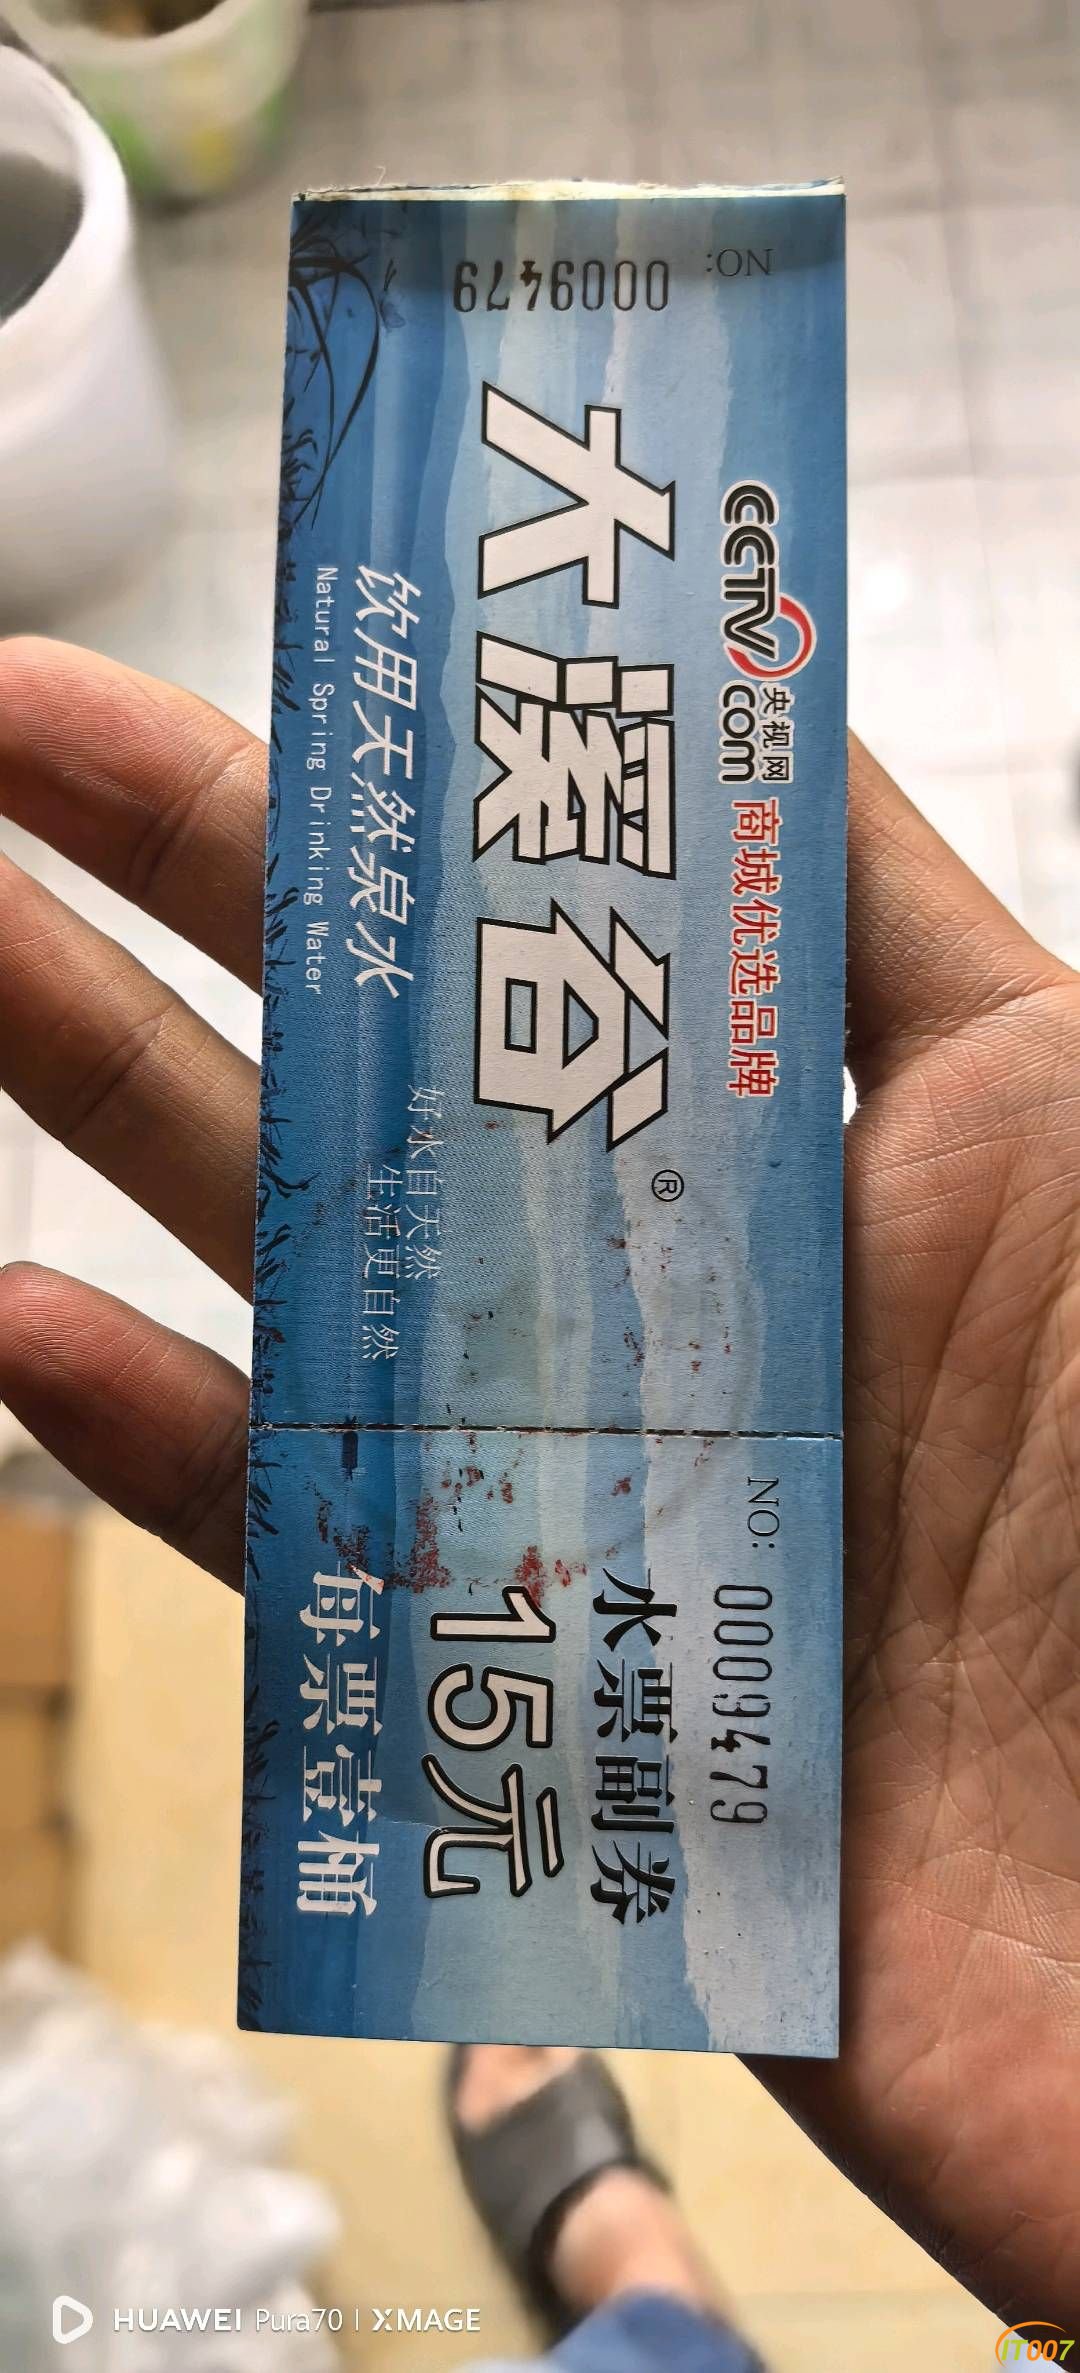 NO: 0009479
CCTV.com 央视网 商城优选品牌
大溪谷®
饮用天然泉水
Natural Spring Drinking Water
好水自天然
生活更自然
NO: 0009479
水票副券
15元
每票壹桶
HUAWEI Pura70 | XMAGE
IT007